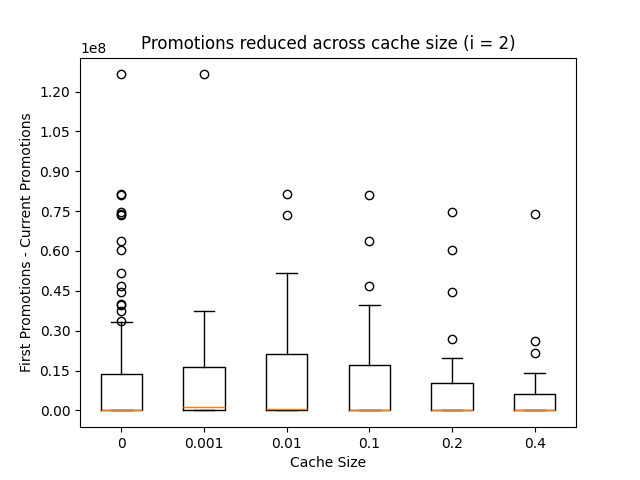 Promotions reduced across cache size (i = 2)
1e8
1.20
1.05
0.90
0.75
0.60
0.45
0.30
0.15
0.00
First Promotions - Current Promotions
0 0.001 0.01 0.1 0.2 0.4
Cache Size